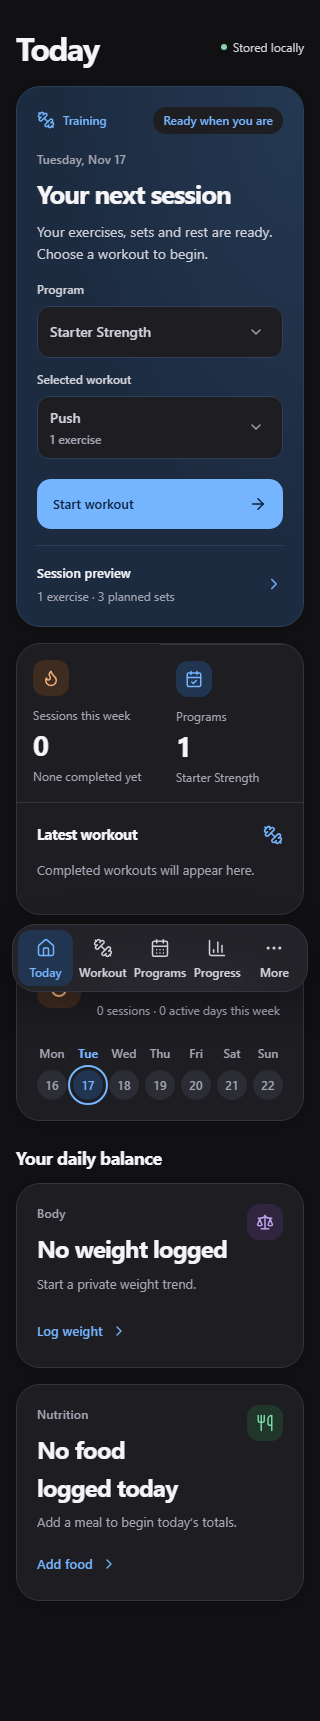 Today
Stored locally
Training
Ready when you are
Tuesday, Nov 17
Your next session
Your exercises, sets and rest are ready.
Choose a workout to begin.
Program
Starter Strength
Selected workout
Push
1 exercise
Start workout
Session preview
1 exercise · 3 planned sets
Sessions this week
0
None completed yet
Programs
1
Starter Strength
Latest workout
Completed workouts will appear here.
Today
Workout
Programs
Progress
More
0 sessions · 0 active days this week
Mon Tue Wed Thu Fri Sat Sun
16 17 18 19 20 21 22
Your daily balance
Body
No weight logged
Start a private weight trend.
Log weight
Nutrition
No food
logged today
Add a meal to begin today's totals.
Add food